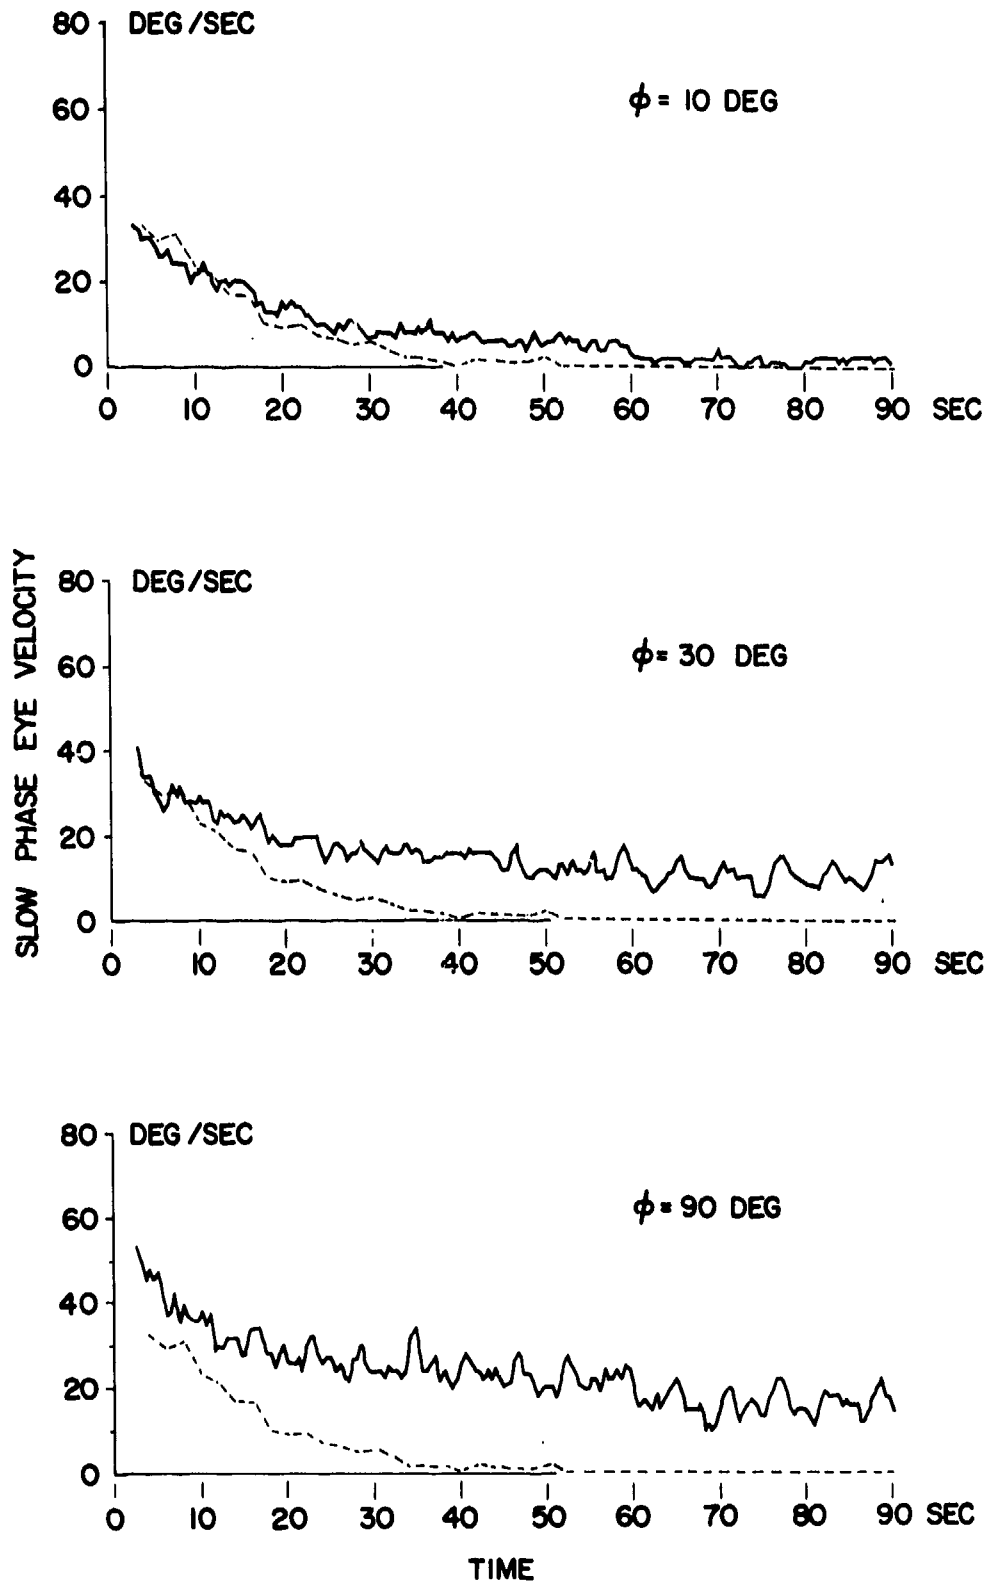 80 DEG/SEC
ϕ = 10 DEG
60
40
20
0
0 10 20 30 40 50 60 70 80 90 SEC
SLOW PHASE EYE VELOCITY
80 DEG/SEC
ϕ = 30 DEG
60
40
20
0
0 10 20 30 40 50 60 70 80 90 SEC
80 DEG/SEC
ϕ = 90 DEG
60
40
20
0
0 10 20 30 40 50 60 70 80 90 SEC
TIME